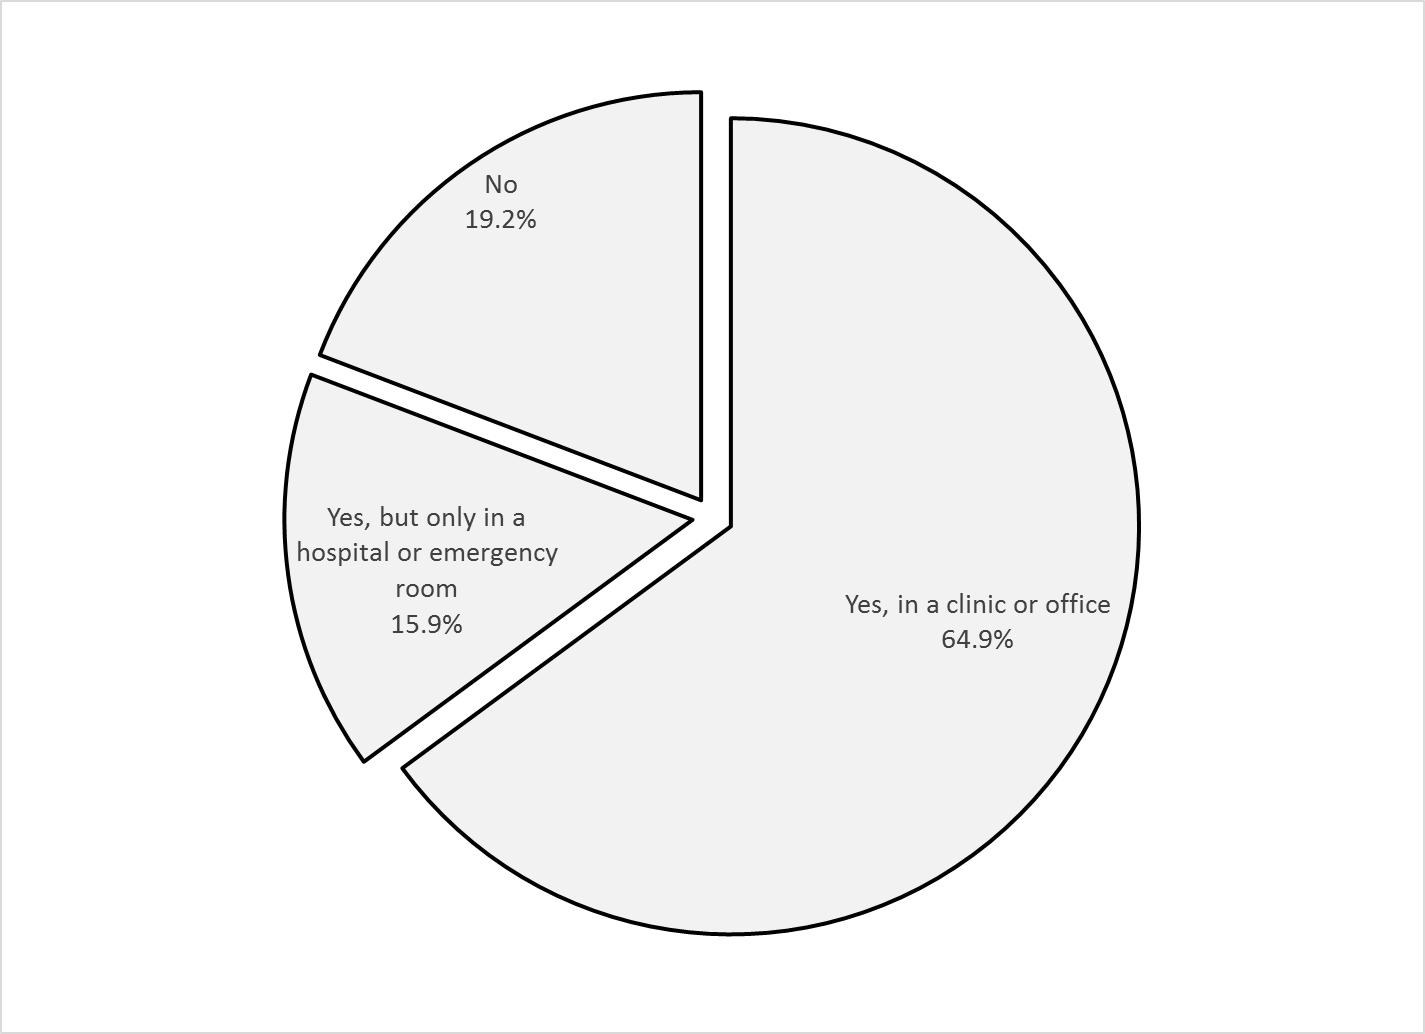 No
19.2%
Yes, but only in a
hospital or emergency
room
15.9%
Yes, in a clinic or office
64.9%